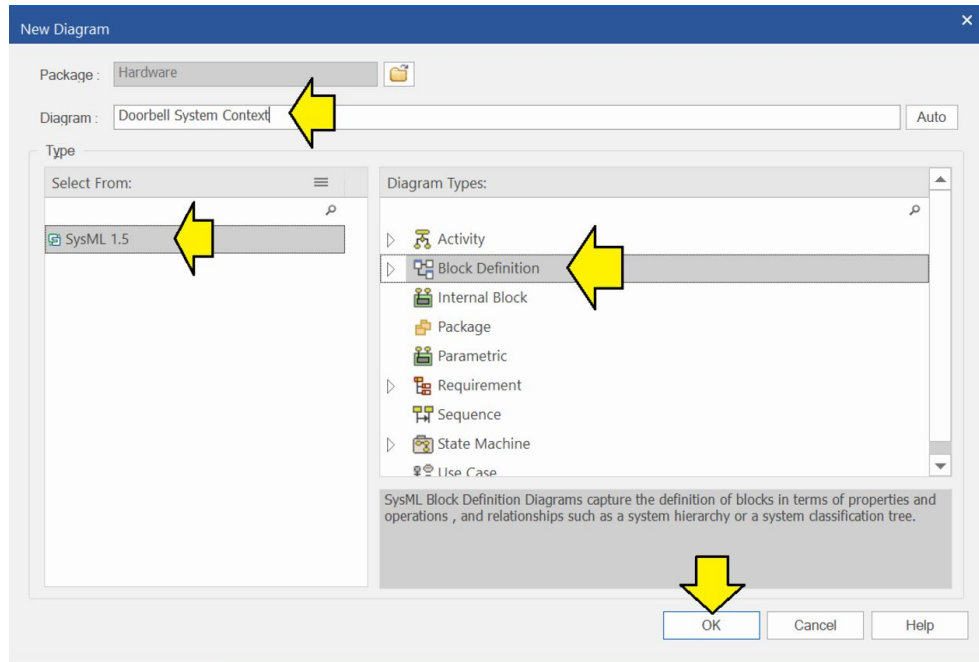 New Diagram
Package : Hardware
Diagram : Doorbell System Context Auto
Type
Select From:
SysML 1.5
Diagram Types:
Activity
Block Definition
Internal Block
Package
Parametric
Requirement
Sequence
State Machine
Use Case
SysML Block Definition Diagrams capture the definition of blocks in terms of properties and
operations , and relationships such as a system hierarchy or a system classification tree.
OK Cancel Help